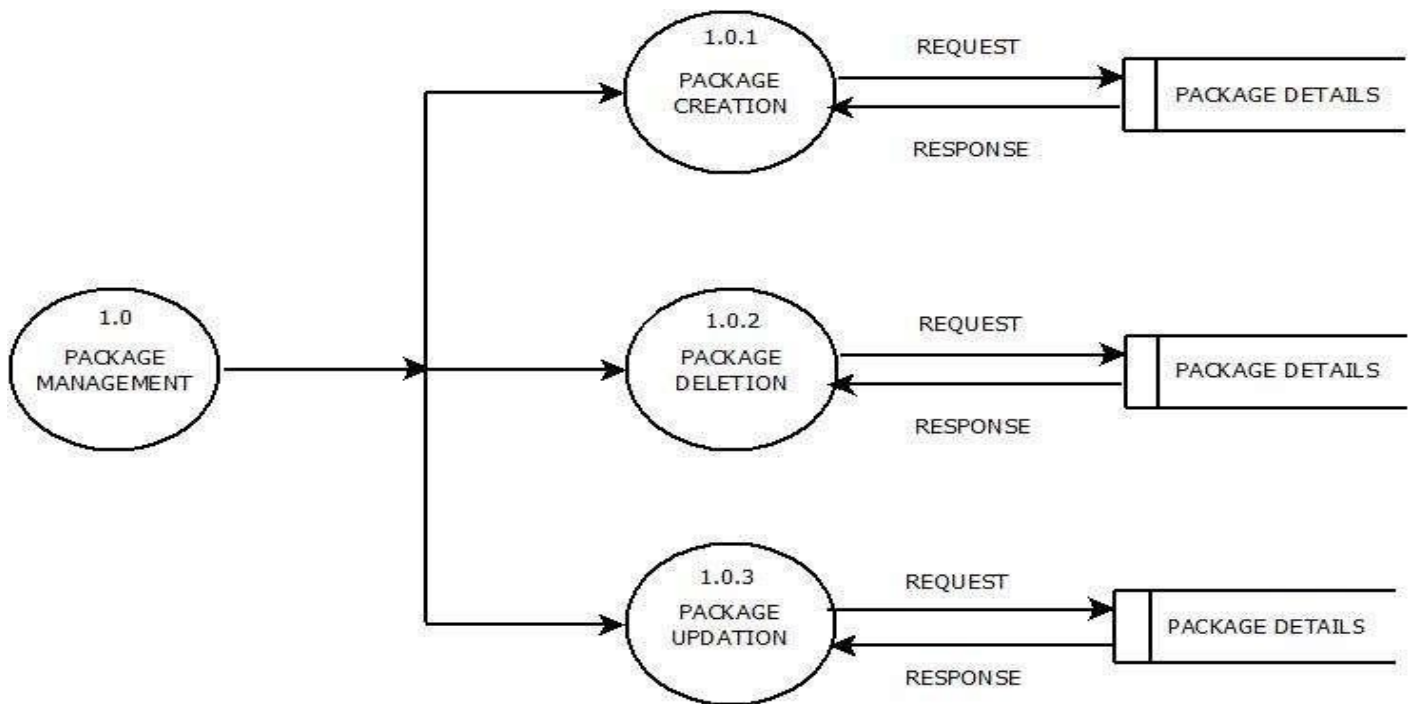 1.0.1
PACKAGE
CREATION
REQUEST
RESPONSE
PACKAGE DETAILS
1.0
PACKAGE
MANAGEMENT
1.0.2
PACKAGE
DELETION
REQUEST
RESPONSE
PACKAGE DETAILS
1.0.3
PACKAGE
UPDATION
REQUEST
RESPONSE
PACKAGE DETAILS